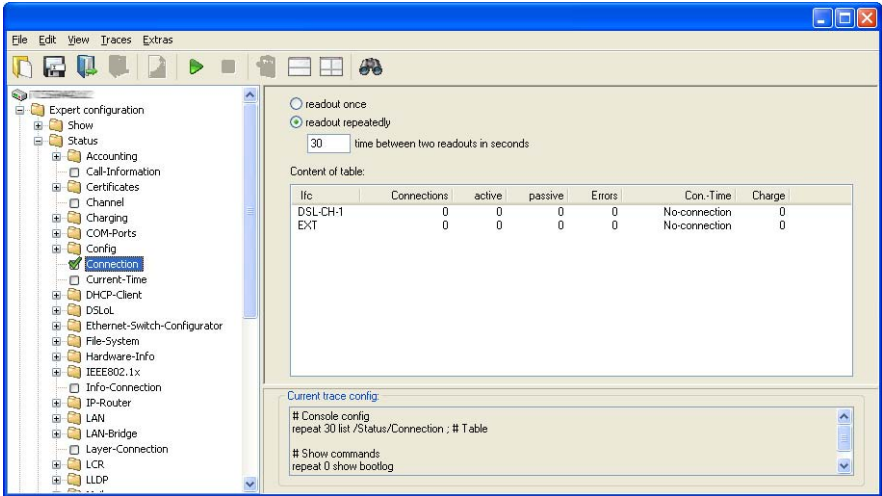 File Edit View Traces Extras
Expert configuration
Show
Status
Accounting
Call-Information
Certificates
Channel
Charging
COM-Ports
Config
Connection
Current-Time
DHCP-Client
DSLoL
Ethernet-Switch-Configurator
File-System
Hardware-Info
IEEE802.1x
Info-Connection
IP-Router
LAN
LAN-Bridge
Layer-Connection
LCR
LLDP
readout once
readout repeatedly
30 time between two readouts in seconds
Content of table:
Ifc Connections active passive Errors Con.-Time Charge
DSL-CH-1 0 0 0 0 No-connection 0
EXT 0 0 0 0 No-connection 0
Current trace config:
# Console config
repeat 30 list /Status/Connection ; # Table
# Show commands
repeat 0 show bootlog